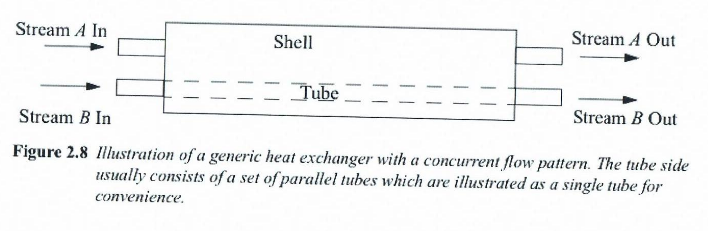 Stream A In
Shell
Stream A Out
Tube
Stream B In
Stream B Out
Figure 2.8 Illustration of a generic heat exchanger with a concurrent flow pattern. The tube side
usually consists of a set of parallel tubes which are illustrated as a single tube for
convenience.